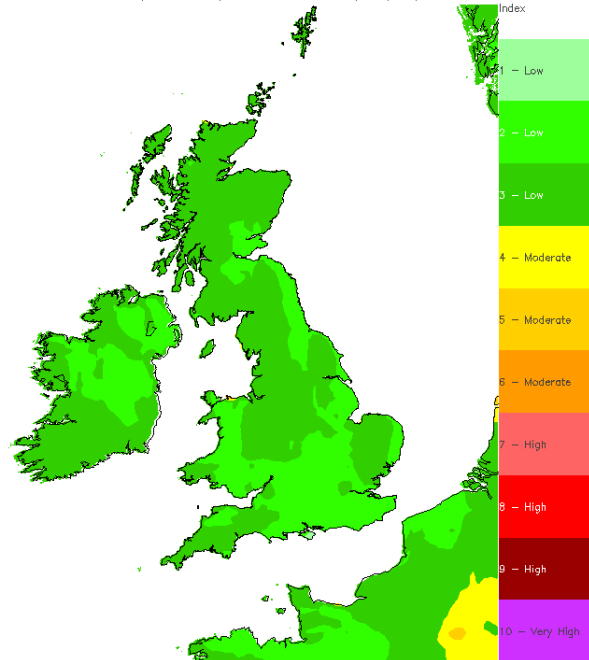 Index
1 – Low
2 – Low
3 – Low
4 – Moderate
5 – Moderate
6 – Moderate
7 – High
8 – High
9 – High
10 – Very High